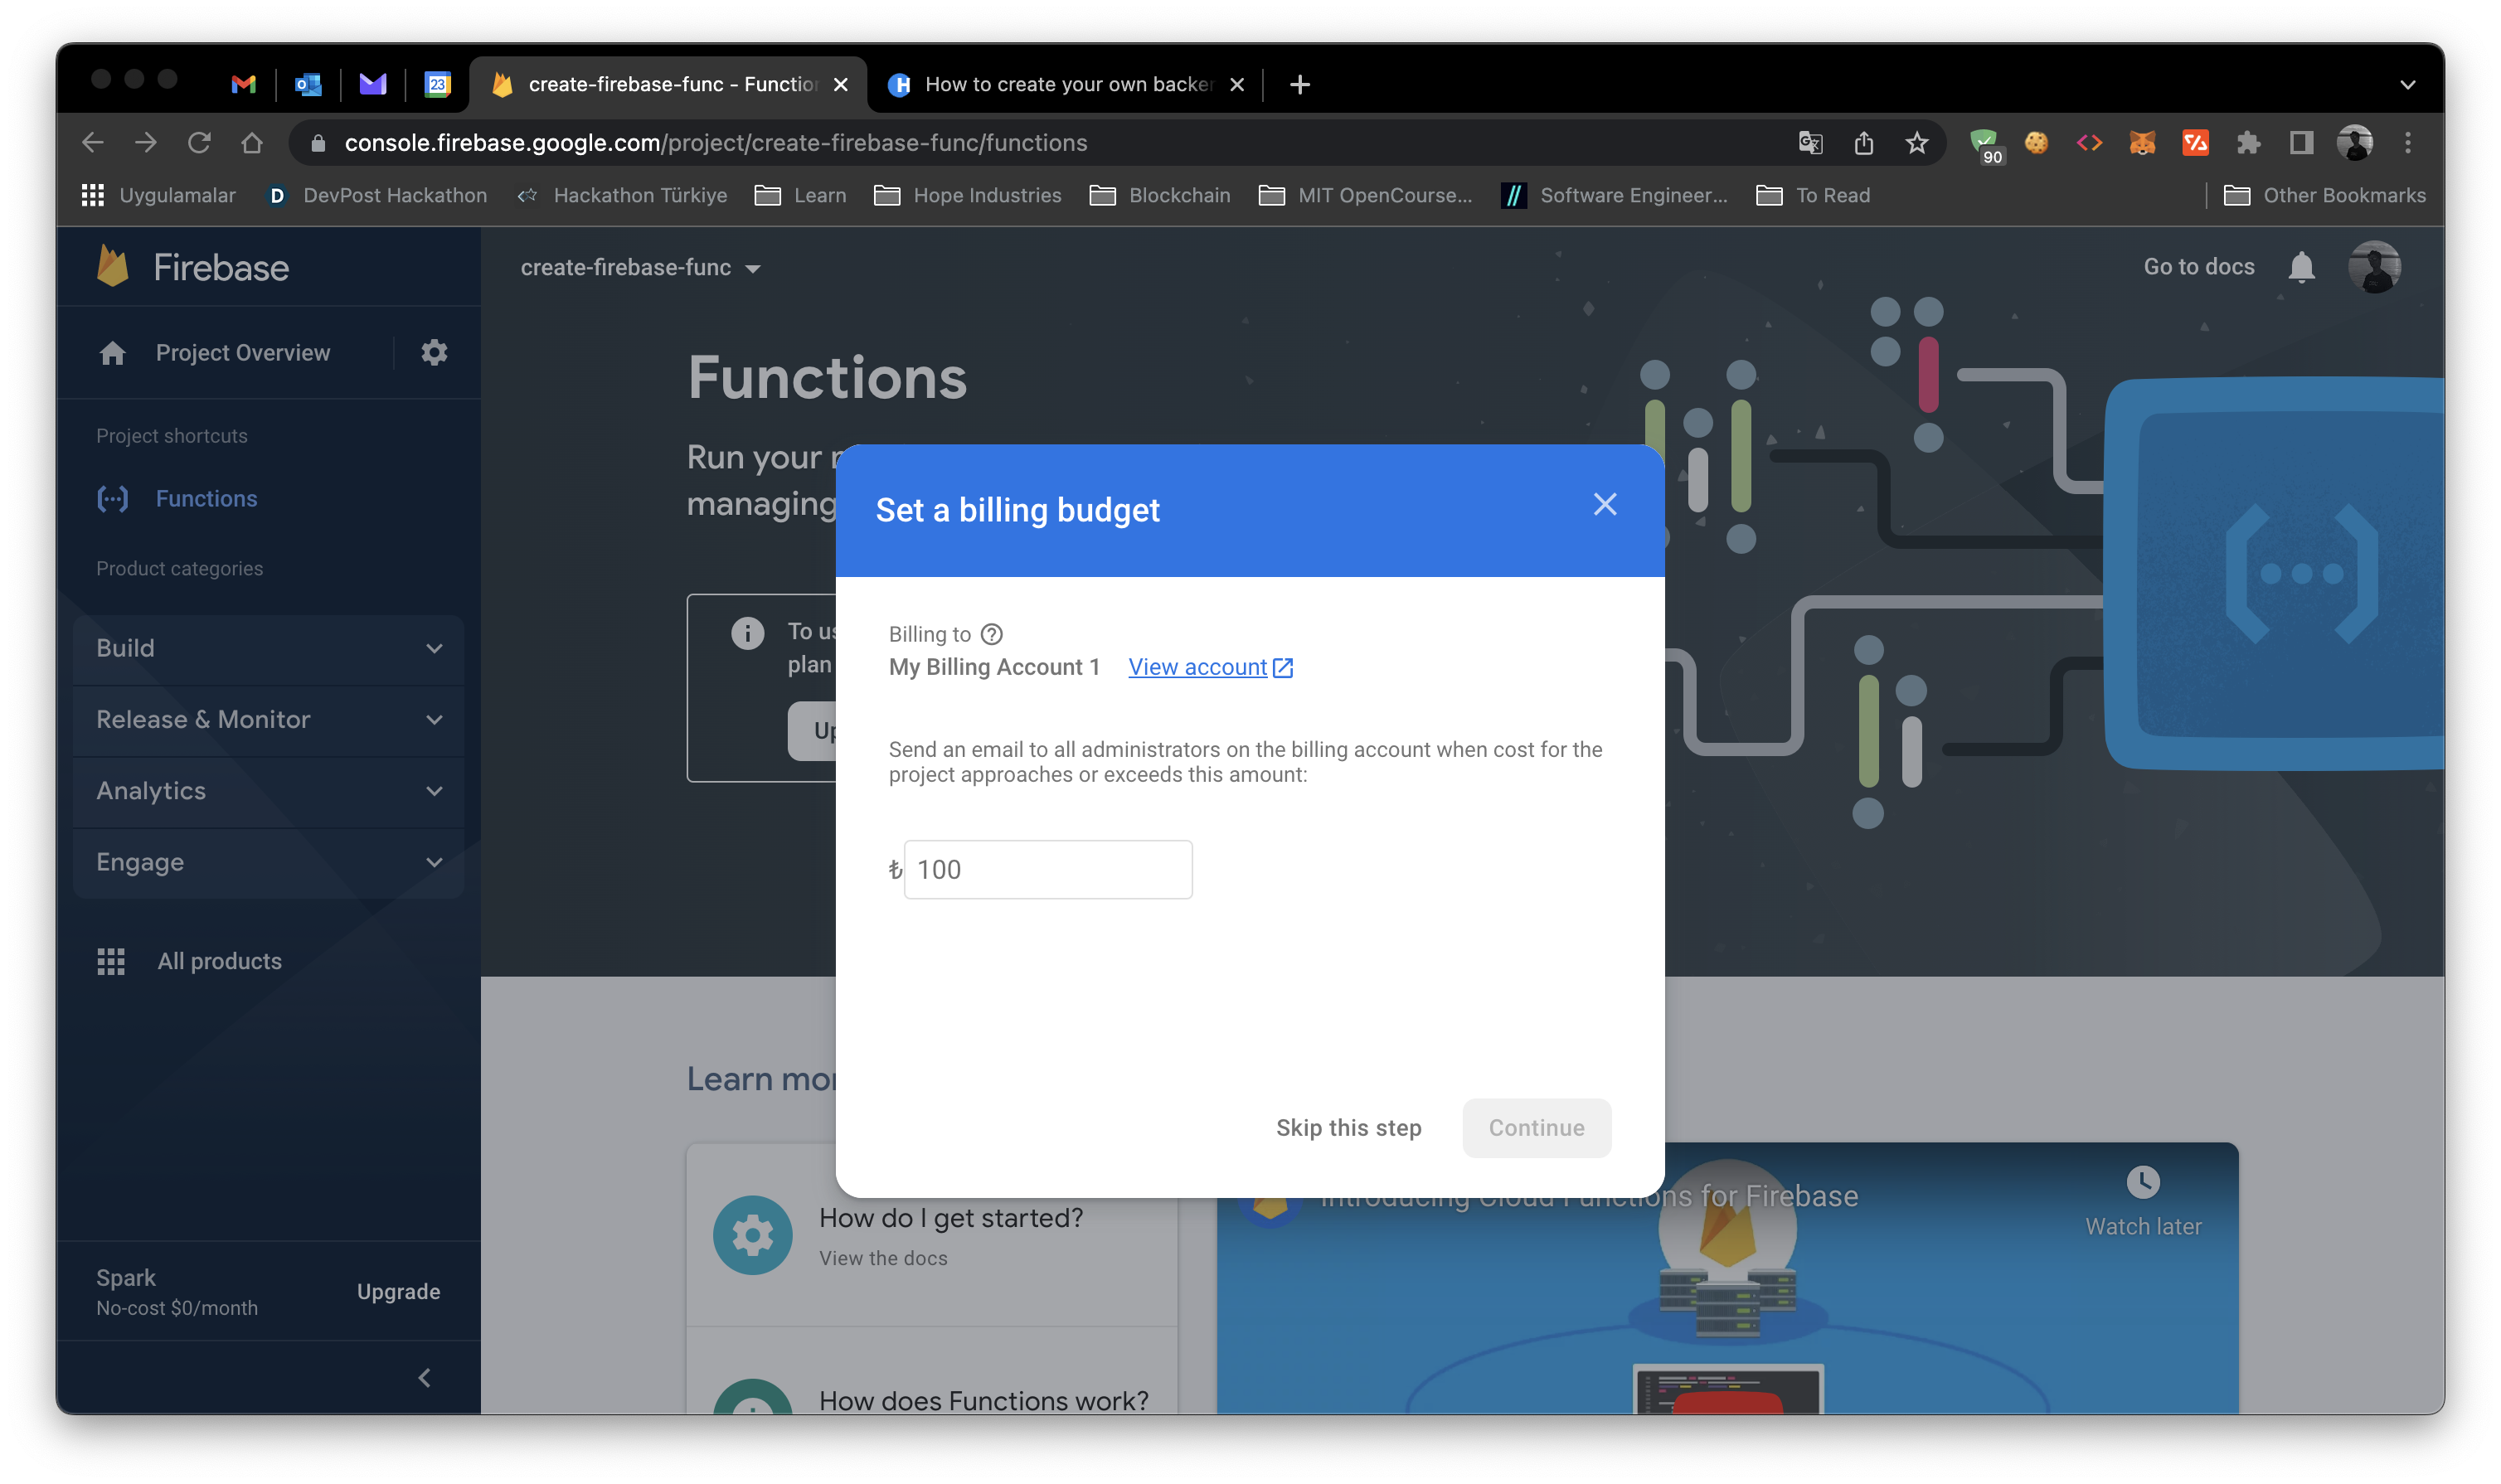 23
create-firebase-func - Function
How to create your own backe
console.firebase.google.com/project/create-firebase-func/functions
90
Uygulamalar
D
DevPost Hackathon
Hackathon Türkiye
Learn
Hope Industries
Blockchain
MIT OpenCourse...
Software Engineer...
To Read
Other Bookmarks
Firebase
create-firebase-func
Go to docs
Project Overview
Project shortcuts
Functions
Product categories
Build
Release & Monitor
Analytics
Engage
All products
Spark
No-cost $0/month
Upgrade
Functions
Run your
managing
To us
plan
Up
Set a billing budget
Billing to
My Billing Account 1 View account
Send an email to all administrators on the billing account when cost for the
project approaches or exceeds this amount:
₺ 100
Skip this step
Continue
Learn mor
How do I get started?
View the docs
How does Functions work?
Introducing Cloud Functions for Firebase
Watch later